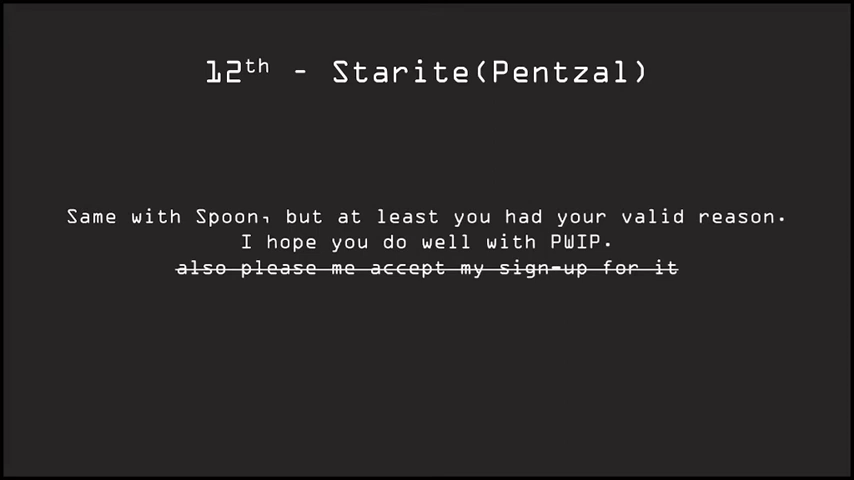 12th - Starite(Pentzal)
Same with Spoon, but at least you had your valid reason.
I hope you do well with PWIP.
also please me accept my sign-up for it